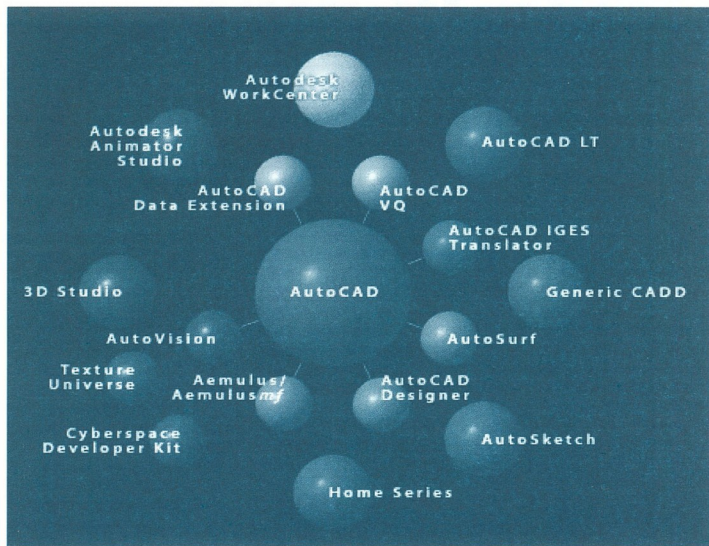 Autodesk
WorkCenter
Autodesk
Animator
Studio
AutoCAD LT
AutoCAD
Data Extension
AutoCAD
VQ
AutoCAD IGES
Translator
3D Studio
AutoCAD
Generic CADD
AutoVision
AutoSurf
Texture
Universe
Aemulus/
Aemulusmf
AutoCAD
Designer
Cyberspace
Developer Kit
AutoSketch
Home Series